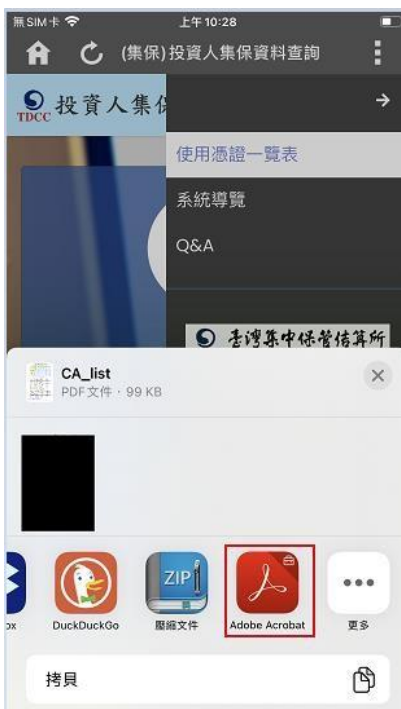 無SIM卡 上午10:28
(集保)投資人集保資料查詢
TDCC 投資人集保
使用憑證一覽表
系統導覽
Q&A
臺灣集中保管結算所
CA_list
PDF文件・99 KB
ZIP
ox DuckDuckGo 壓縮文件 Adobe Acrobat 更多
拷貝